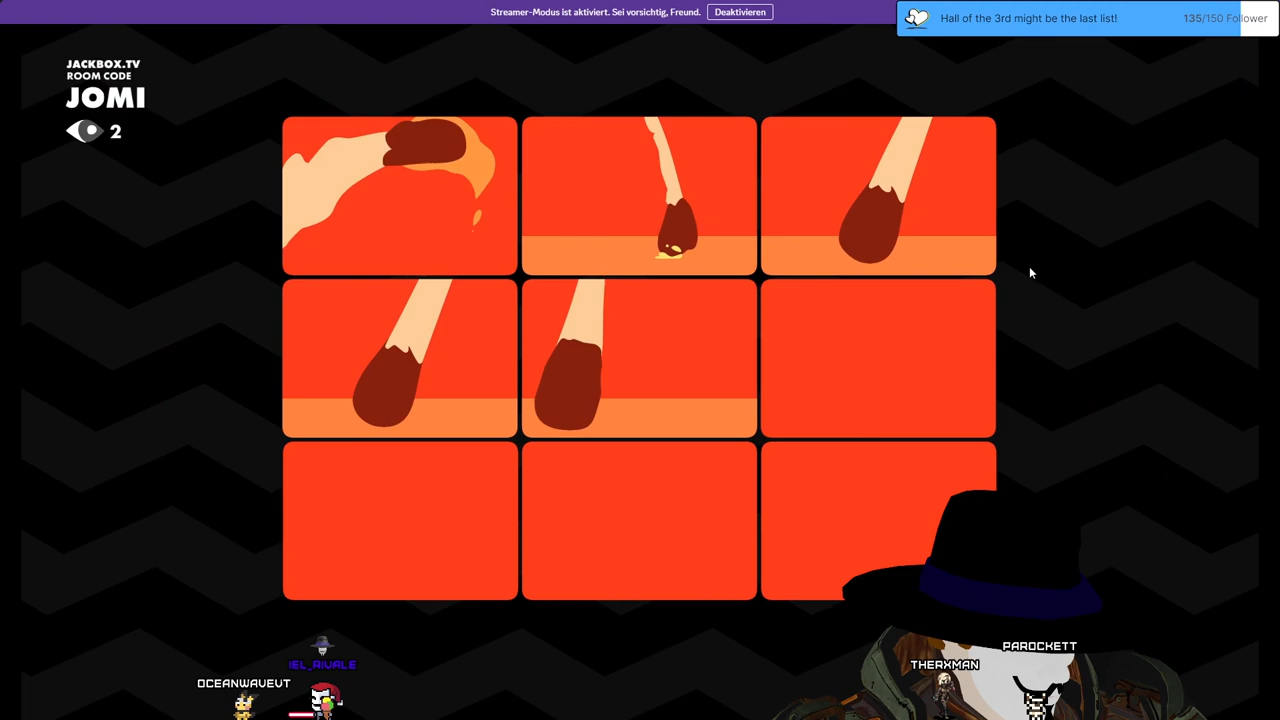 Streamer-Modus ist aktiviert. Sei vorsichtig, Freund. Deaktivieren
Hall of the 3rd might be the last list! 135/150 Follower
JACKBOX.TV
ROOM CODE
JOMI
2
PAROCKETT
IEL_RIVALE
THERXMAN
OCEANWAVEVT